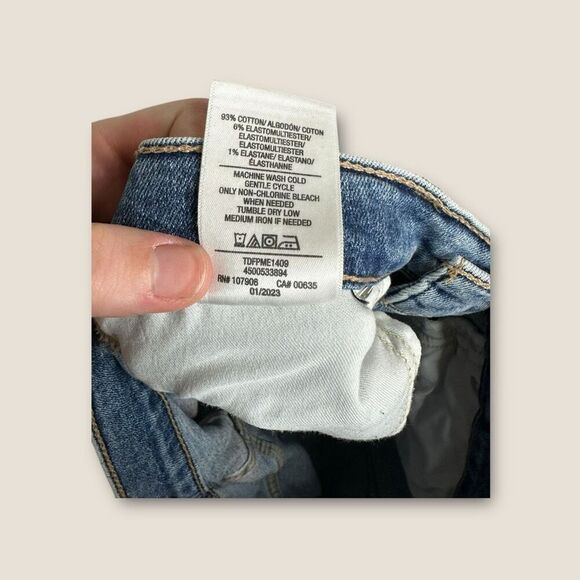 93% COTTON/ ALGODÓN/ COTON
6% ELASTOMULTIESTER/
ELASTOMULTIÉSTER/
ELASTOMULTIESTER
1% ELASTANE/ ELASTANO/
ÉLASTHANNE
MACHINE WASH COLD
GENTLE CYCLE
ONLY NON-CHLORINE BLEACH
WHEN NEEDED
TUMBLE DRY LOW
MEDIUM IRON IF NEEDED
TDFPME1409
4500533894
RN# 107906 CA# 00635
01/2023